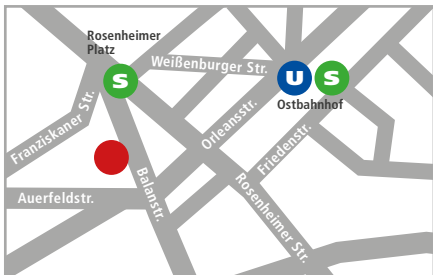 Rosenheimer
Platz
S
Weißenburger Str.
U S
Ostbahnhof
Franziskaner Str.
Orleansstr.
Friedenstr.
Auerfeldstr.
Balanstr.
Rosenheimer Str.